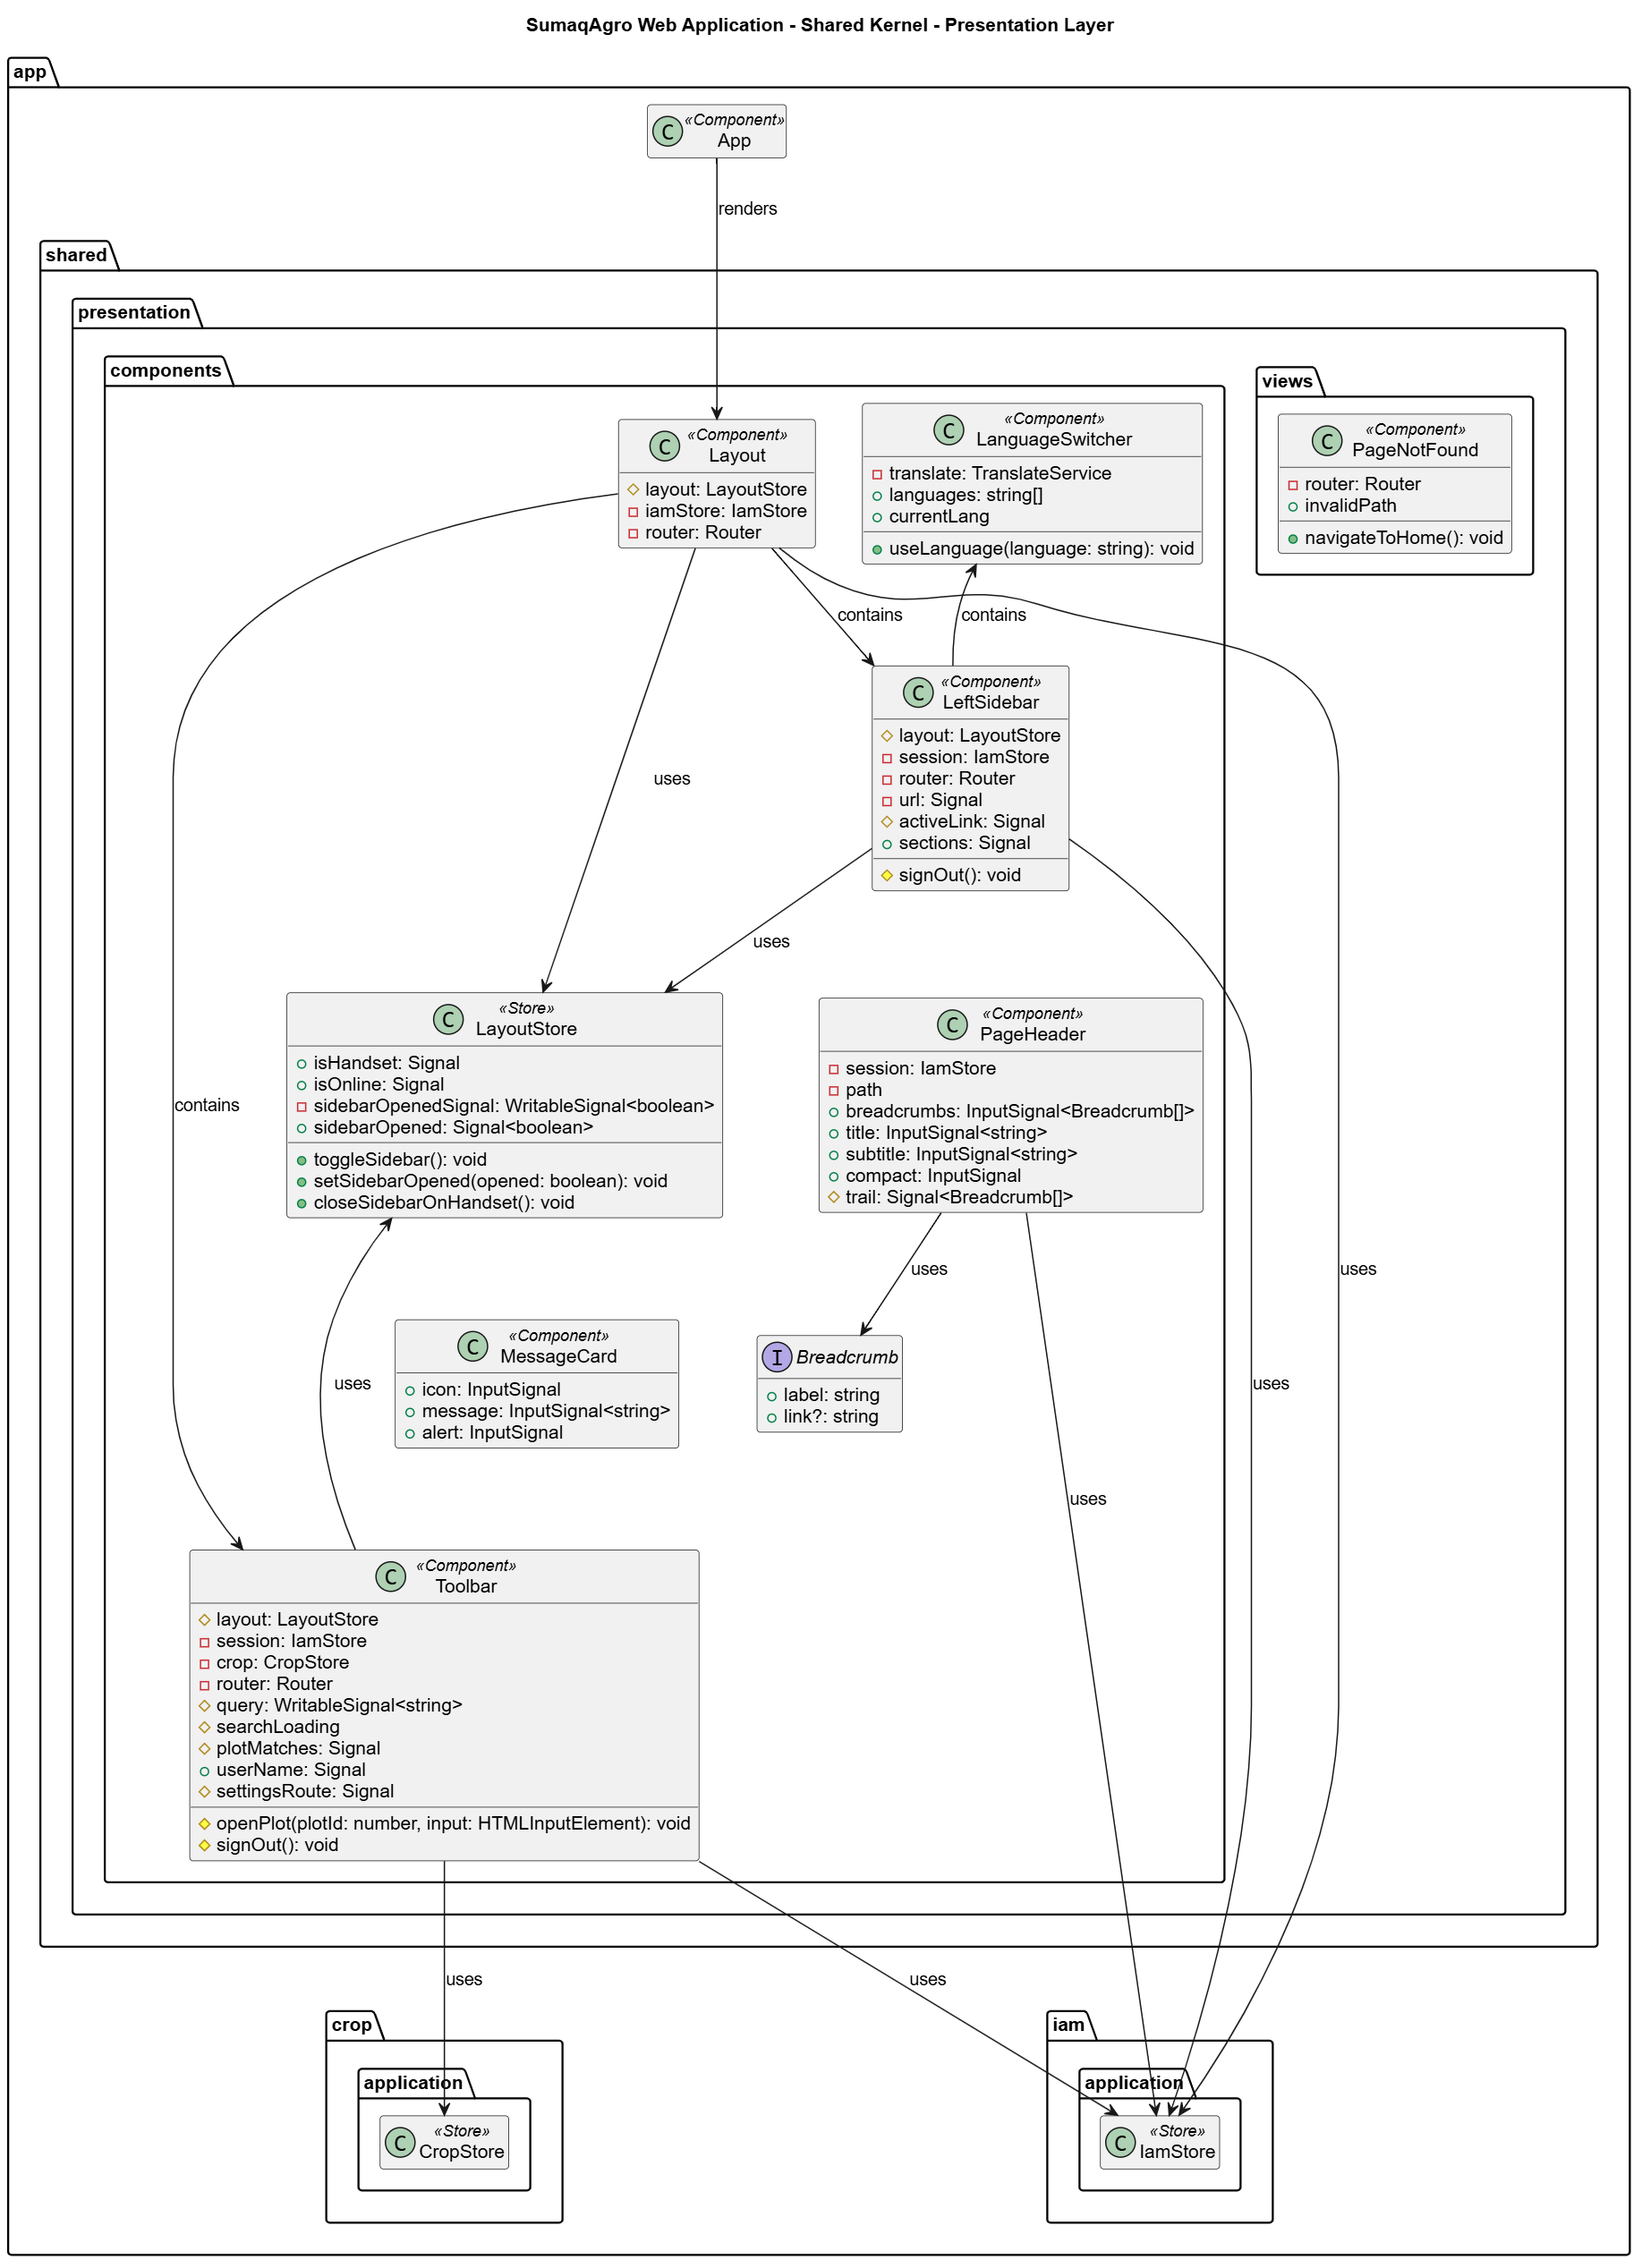 SumaqAgro Web Application - Shared Kernel - Presentation Layer
app
«Component»
App
renders
shared
presentation
components
views
«Component»
Layout
layout: LayoutStore
iamStore: IamStore
router: Router
«Component»
LanguageSwitcher
translate: TranslateService
languages: string[]
currentLang
useLanguage(language: string): void
«Component»
PageNotFound
router: Router
invalidPath
navigateToHome(): void
contains
contains
«Component»
LeftSidebar
layout: LayoutStore
session: IamStore
router: Router
url: Signal
activeLink: Signal
sections: Signal
signOut(): void
uses
uses
«Store»
LayoutStore
isHandset: Signal
isOnline: Signal
sidebarOpenedSignal: WritableSignal<boolean>
sidebarOpened: Signal<boolean>
toggleSidebar(): void
setSidebarOpened(opened: boolean): void
closeSidebarOnHandset(): void
«Component»
PageHeader
session: IamStore
path
breadcrumbs: InputSignal<Breadcrumb[]>
title: InputSignal<string>
subtitle: InputSignal<string>
compact: InputSignal
trail: Signal<Breadcrumb[]>
contains
uses
uses
uses
uses
«Component»
MessageCard
icon: InputSignal
message: InputSignal<string>
alert: InputSignal
Breadcrumb
label: string
link?: string
uses
«Component»
Toolbar
layout: LayoutStore
session: IamStore
crop: CropStore
router: Router
query: WritableSignal<string>
searchLoading
plotMatches: Signal
userName: Signal
settingsRoute: Signal
openPlot(plotId: number, input: HTMLInputElement): void
signOut(): void
uses
uses
crop
application
«Store»
CropStore
iam
application
«Store»
IamStore